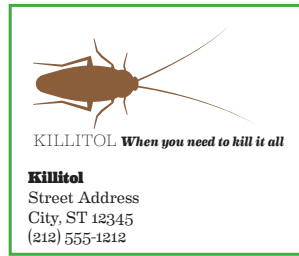 KILLITOL When you need to kill it all
Killitol
Street Address
City, ST 12345
(212) 555-1212